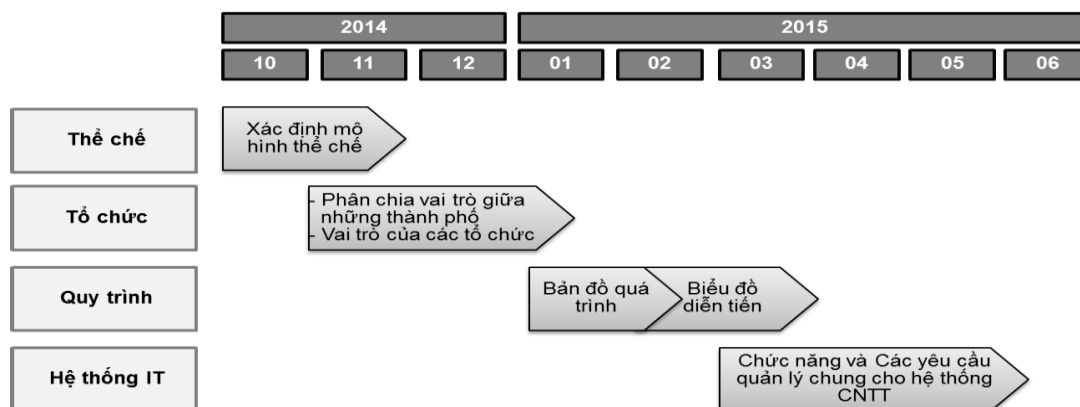 2014 2015
10 11 12 01 02 03 04 05 06
Thể chế
Xác định mô
hình thể chế
Tổ chức
- Phân chia vai trò giữa
những thành phố
- Vai trò của các tổ chức
Quy trình
Bản đồ quá
trình
Biểu đồ
diễn tiến
Hệ thống IT
Chức năng và Các yêu cầu
quản lý chung cho hệ thống
CNTT